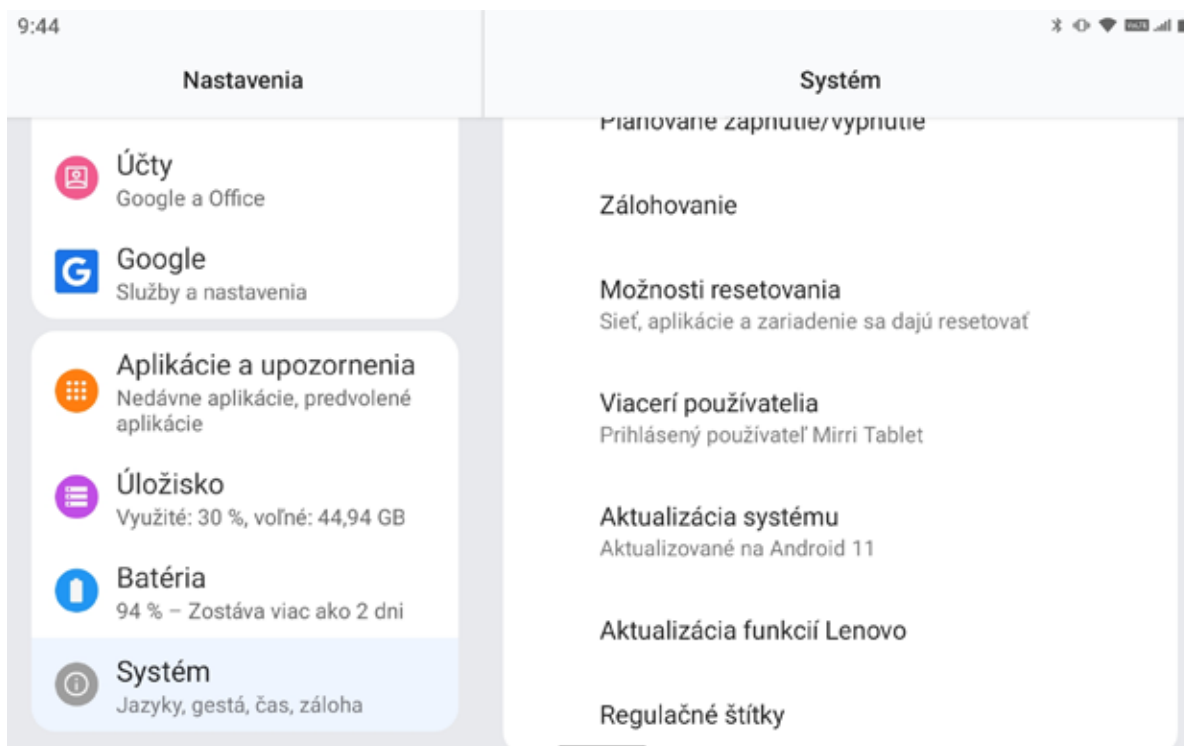 9:44
Nastavenia
Účty
Google a Office
Google
Služby a nastavenia
Aplikácie a upozornenia
Nedávne aplikácie, predvolené
aplikácie
Úložisko
Využité: 30 %, voľné: 44,94 GB
Batéria
94 % – Zostáva viac ako 2 dni
Systém
Jazyky, gestá, čas, záloha
Systém
Plánované zapnutie/vypnutie
Zálohovanie
Možnosti resetovania
Sieť, aplikácie a zariadenie sa dajú resetovať
Viacerí používatelia
Prihlásený používateľ Mirri Tablet
Aktualizácia systému
Aktualizované na Android 11
Aktualizácia funkcií Lenovo
Regulačné štítky